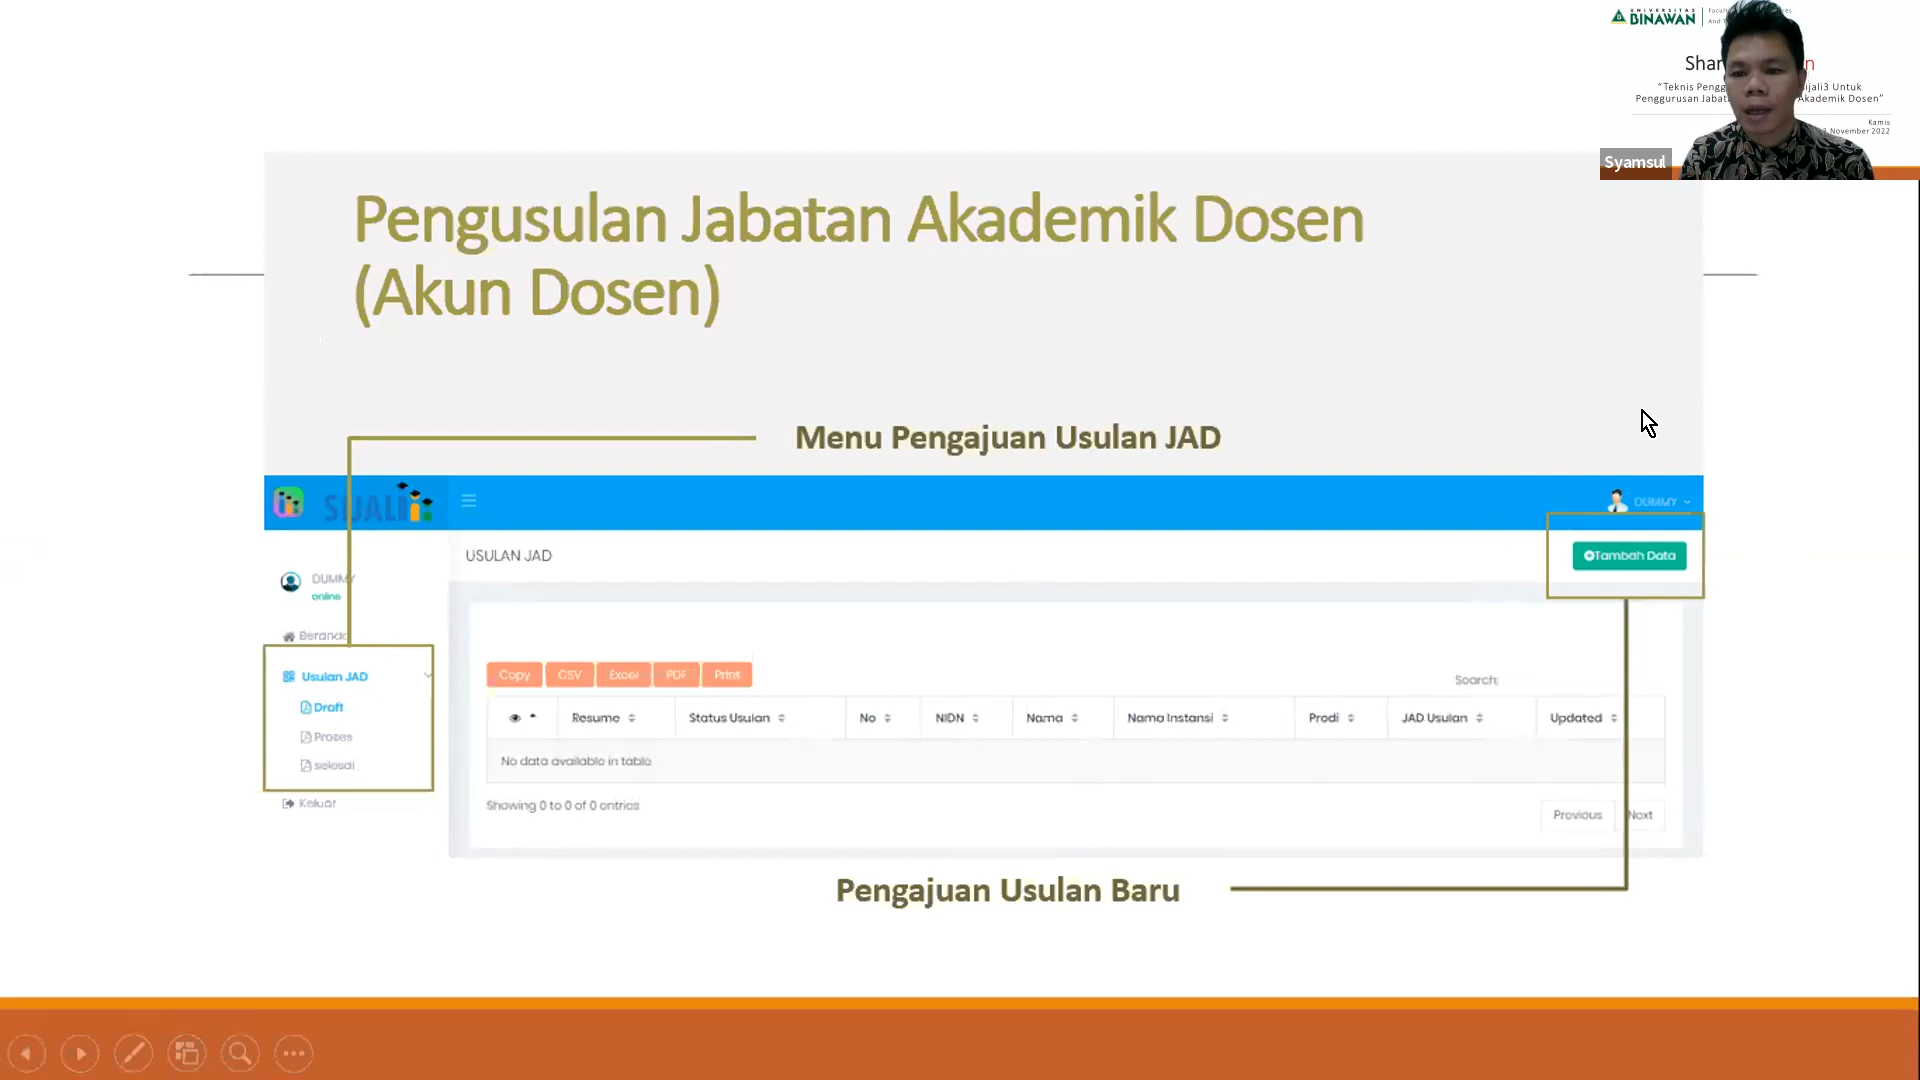 UNIVERSITAS
BINAWAN
Shar
"Teknis Pengg ijali3 Untuk
Penggurusan Jabat Akademik Dosen"
Kamis
November 2022
Syamsul
Pengusulan Jabatan Akademik Dosen
(Akun Dosen)
Menu Pengajuan Usulan JAD
SIJALI
DUMMY
USULAN JAD
Tambah Data
DUMMY
online
Beranda
Usulan JAD
Draft
Proses
selesai
Keluar
Copy CSV Excel PDF Print
Search:
Resume Status Usulan No NIDN Nama Nama Instansi Prodi JAD Usulan Updated
No data available in table
Showing 0 to 0 of 0 entries
Previous Next
Pengajuan Usulan Baru